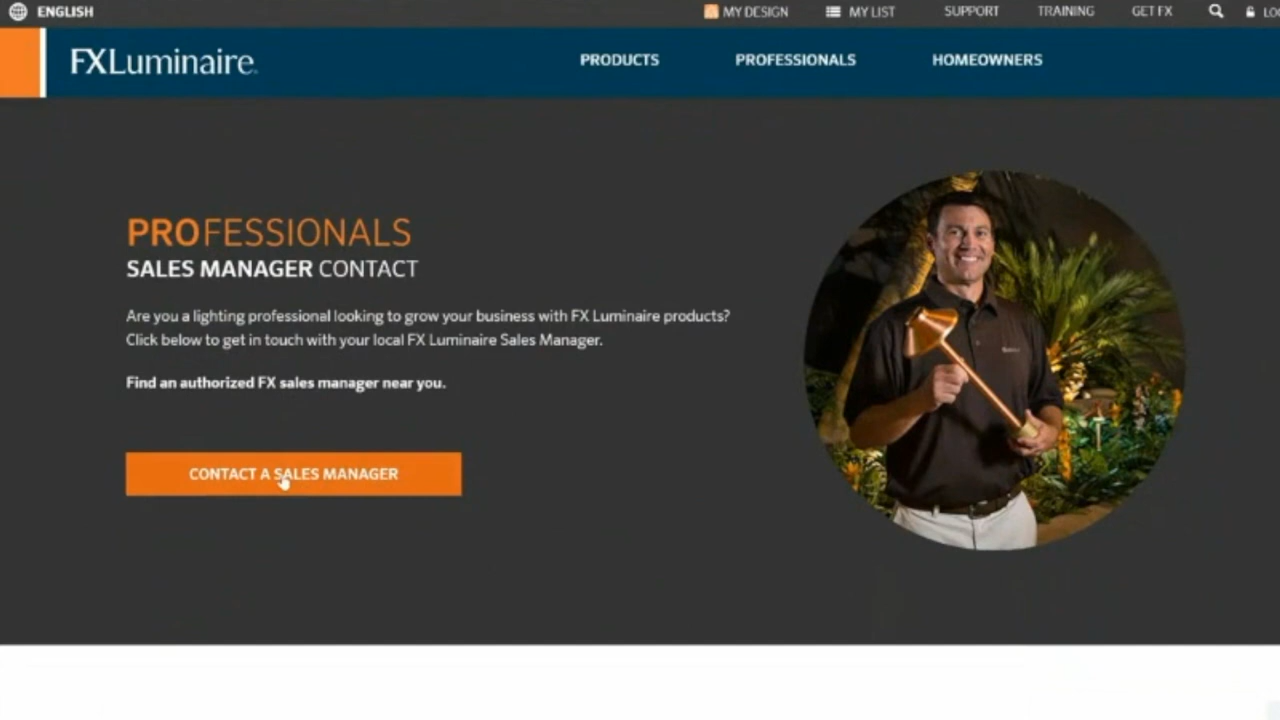 ENGLISH
MY DESIGN
MY LIST
SUPPORT
TRAINING
GET FX
FXLuminaire.
PRODUCTS
PROFESSIONALS
HOMEOWNERS
PROFESSIONALS
SALES MANAGER CONTACT
Are you a lighting professional looking to grow your business with FX Luminaire products?
Click below to get in touch with your local FX Luminaire Sales Manager.
Find an authorized FX sales manager near you.
CONTACT A SALES MANAGER